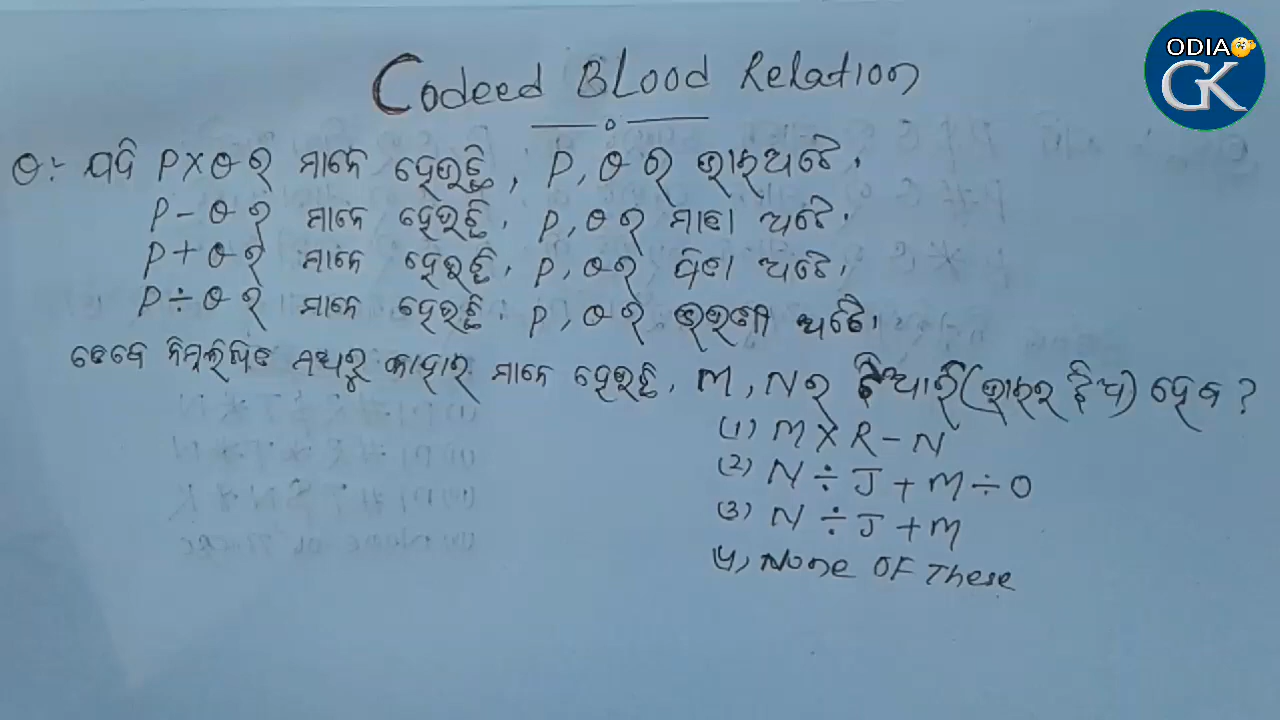 ODIA
GK
Codeed BLood Relation
Q:- ଯଦି P×Q ର ମାନେ ହେଉଛି, P, Q ର ଭାଇ ଅଟେ.
P - Q ର ମାନେ ହେଉଛି, P, Q ର ମାତା ଅଟେ.
P + Q ର ମାନେ ହେଉଛି, P, Q ର ପିତା ଅଟେ,
P ÷ Q ର ମାନେ ହେଉଛି. P, Q ର ଭଉଣୀ ଅଟେ।
ତେବେ ନିମ୍ନଲିଖିତ ମଧ୍ୟରୁ କାହାର ମାନେ ହେଉଛି, M, N ର ଝିଆରି (ଭାଇର ଝିଅ) ହେବ ?
(1) M × R - N
(2) N ÷ J + M ÷ O
(3) N ÷ J + M
(4) None OF These